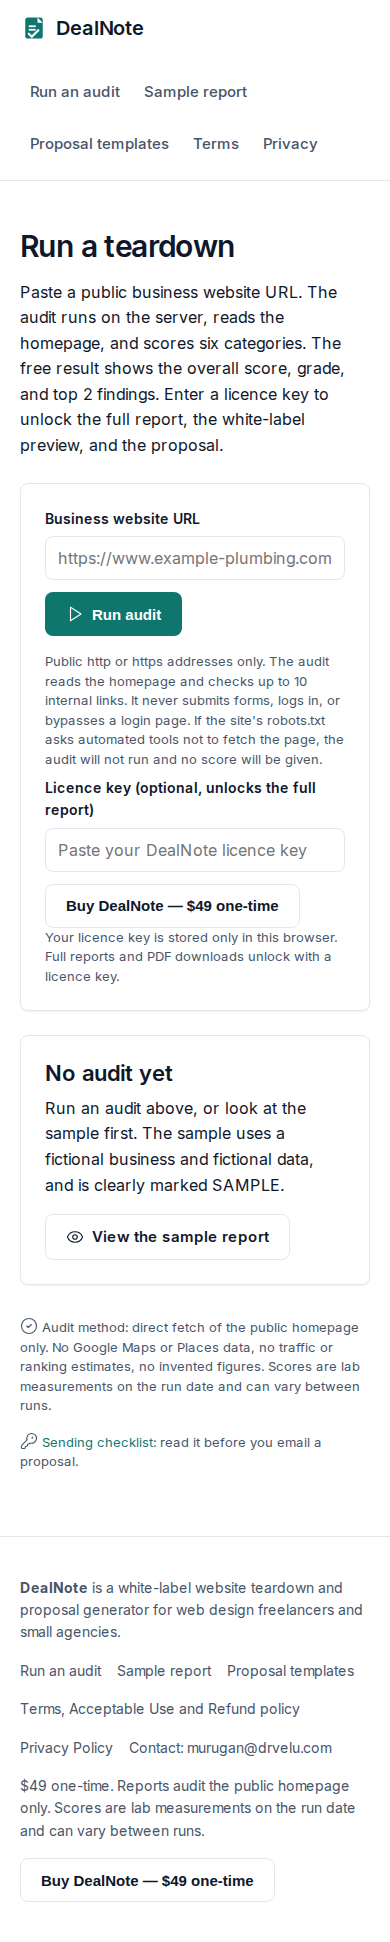 DealNote
Run an audit Sample report
Proposal templates Terms Privacy
Run a teardown
Paste a public business website URL. The
audit runs on the server, reads the
homepage, and scores six categories. The
free result shows the overall score, grade,
and top 2 findings. Enter a licence key to
unlock the full report, the white-label
preview, and the proposal.
Business website URL
https://www.example-plumbing.com
Run audit
Public http or https addresses only. The audit
reads the homepage and checks up to 10
internal links. It never submits forms, logs in, or
bypasses a login page. If the site's robots.txt
asks automated tools not to fetch the page, the
audit will not run and no score will be given.
Licence key (optional, unlocks the full
report)
Paste your DealNote licence key
Buy DealNote — $49 one-time
Your licence key is stored only in this browser.
Full reports and PDF downloads unlock with a
licence key.
No audit yet
Run an audit above, or look at the
sample first. The sample uses a
fictional business and fictional data,
and is clearly marked SAMPLE.
View the sample report
Audit method: direct fetch of the public homepage
only. No Google Maps or Places data, no traffic or
ranking estimates, no invented figures. Scores are lab
measurements on the run date and can vary between
runs.
Sending checklist: read it before you email a
proposal.
DealNote is a white-label website teardown and
proposal generator for web design freelancers and
small agencies.
Run an audit Sample report Proposal templates
Terms, Acceptable Use and Refund policy
Privacy Policy Contact: murugan@drvelu.com
$49 one-time. Reports audit the public homepage
only. Scores are lab measurements on the run date
and can vary between runs.
Buy DealNote — $49 one-time